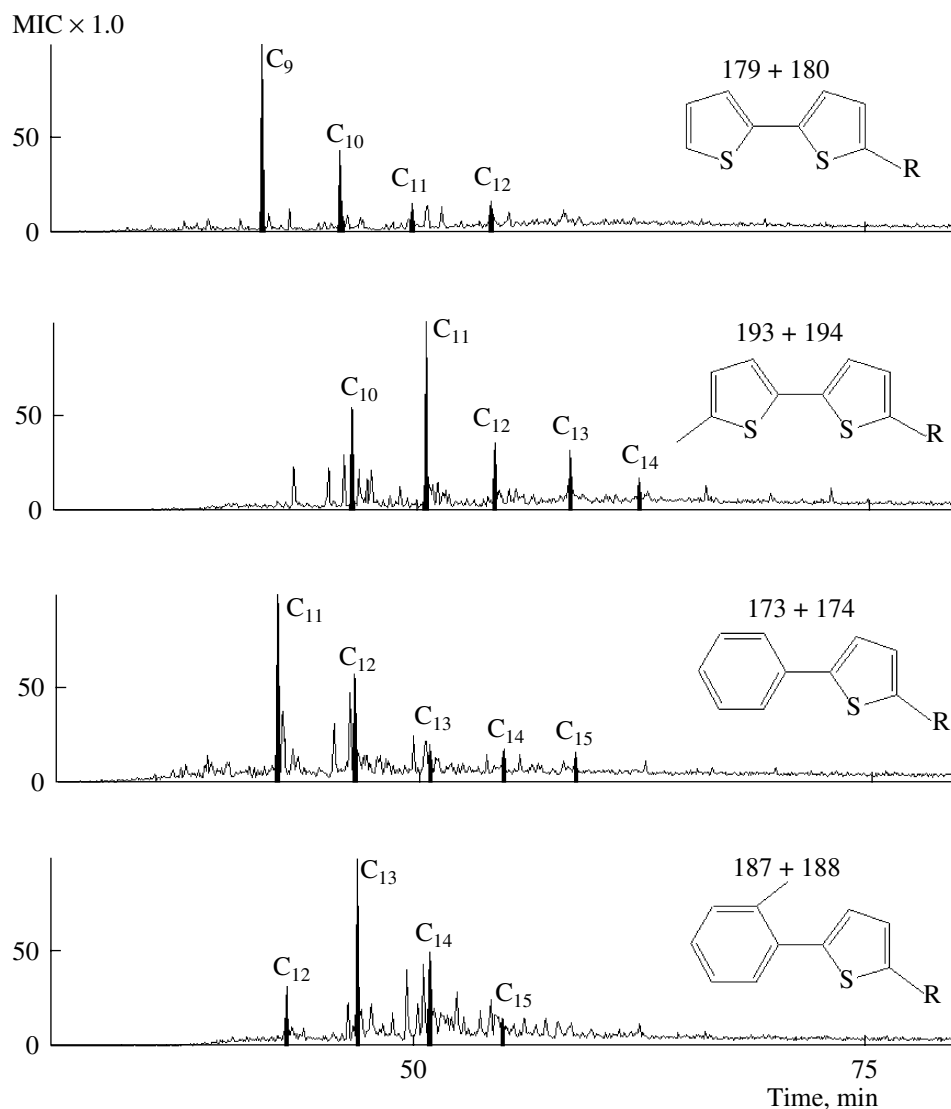 MIC × 1.0
C₉
179 + 180
50
C₁₀
C₁₁
C₁₂
S
S
R
0
C₁₁
193 + 194
50
C₁₀
C₁₂
C₁₃
C₁₄
S
S
R
0
C₁₁
173 + 174
C₁₂
50
C₁₃
C₁₄
C₁₅
S
R
0
C₁₃
187 + 188
50
C₁₄
C₁₂
C₁₅
S
R
0
50
75
Time, min